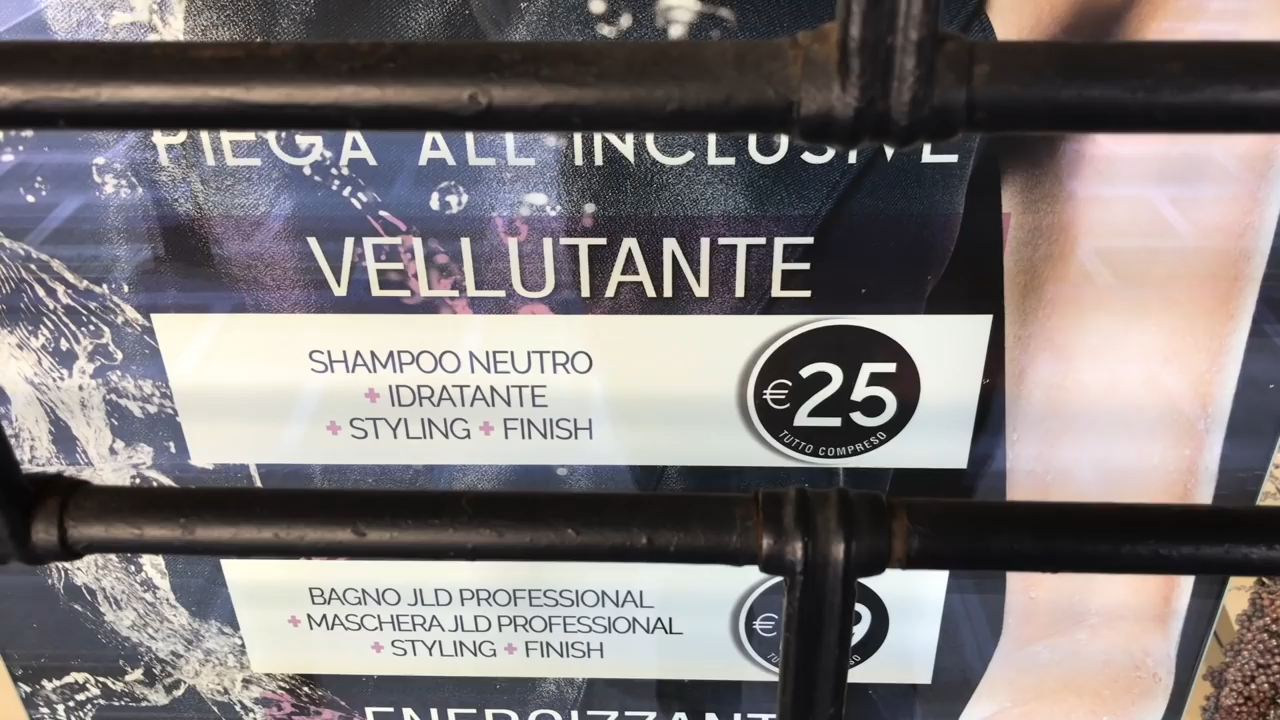 PIEGA ALL INCLUSIVE
VELLUTANTE
SHAMPOO NEUTRO
+ IDRATANTE
+ STYLING + FINISH
€25
TUTTO COMPRESO
BAGNO JLD PROFESSIONAL
+ MASCHERA JLD PROFESSIONAL
+ STYLING + FINISH
€